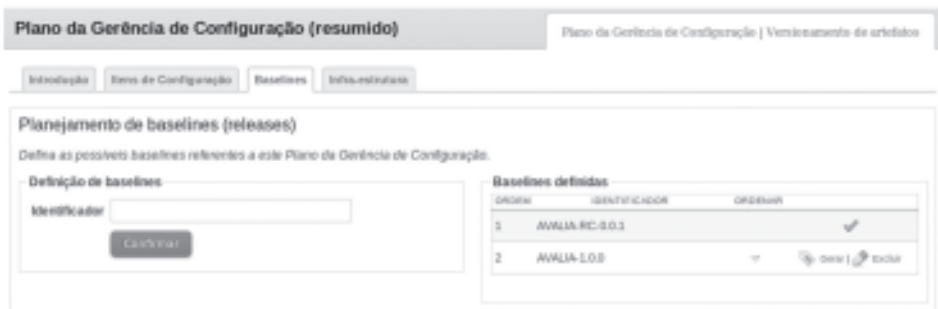 Plano da Gerência de Configuração (resumido)
Plano da Gerência de Configuração | Versionamento de artefatos
Introdução Itens de Configuração Baselines Infra-estrutura
Planejamento de baselines (releases)
Defina as possíveis baselines referentes a este Plano da Gerência de Configuração.
Definição de baselines
Identificador
Confirmar
Baselines definidas
ORDEM IDENTIFICADOR ORDENAR
1 AVALIA-RC-0.0.1
2 AVALIA-1.0.0 Gerar | Excluir